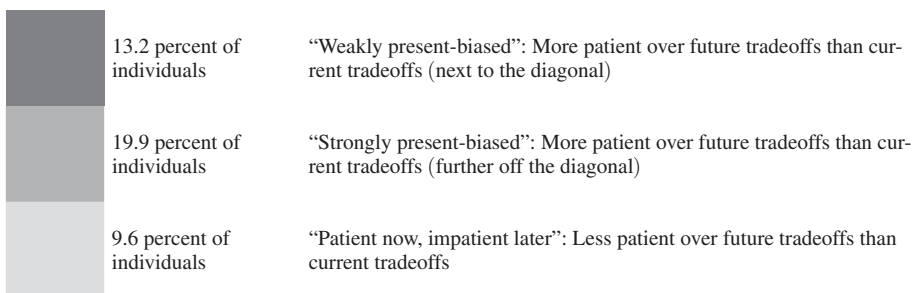 13.2 percent of
individuals
“Weakly present-biased”: More patient over future tradeoffs than cur-
rent tradeoffs (next to the diagonal)
19.9 percent of
individuals
“Strongly present-biased”: More patient over future tradeoffs than cur-
rent tradeoffs (further off the diagonal)
9.6 percent of
individuals
“Patient now, impatient later”: Less patient over future tradeoffs than
current tradeoffs